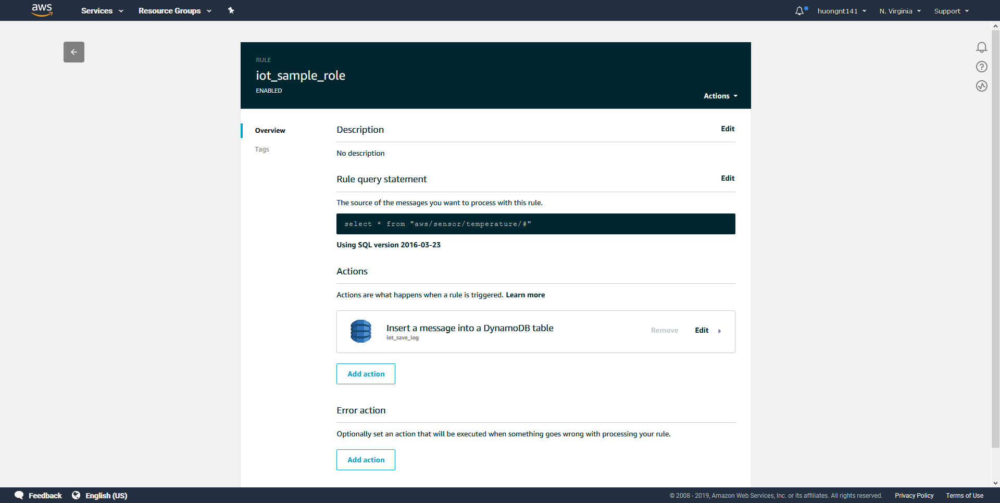 aws Services Resource Groups huongnt141 N. Virginia Support
RULE
iot_sample_role
ENABLED
Actions
Overview
Tags
Description Edit
No description
Rule query statement Edit
The source of the messages you want to process with this rule.
select * from "aws/sensor/temperature/#"
Using SQL version 2016-03-23
Actions
Actions are what happens when a rule is triggered. Learn more
Insert a message into a DynamoDB table
iot_save_log
Remove Edit
Add action
Error action
Optionally set an action that will be executed when something goes wrong with processing your rule.
Add action
Feedback English (US) © 2008 - 2019, Amazon Web Services, Inc. or its affiliates. All rights reserved. Privacy Policy Terms of Use